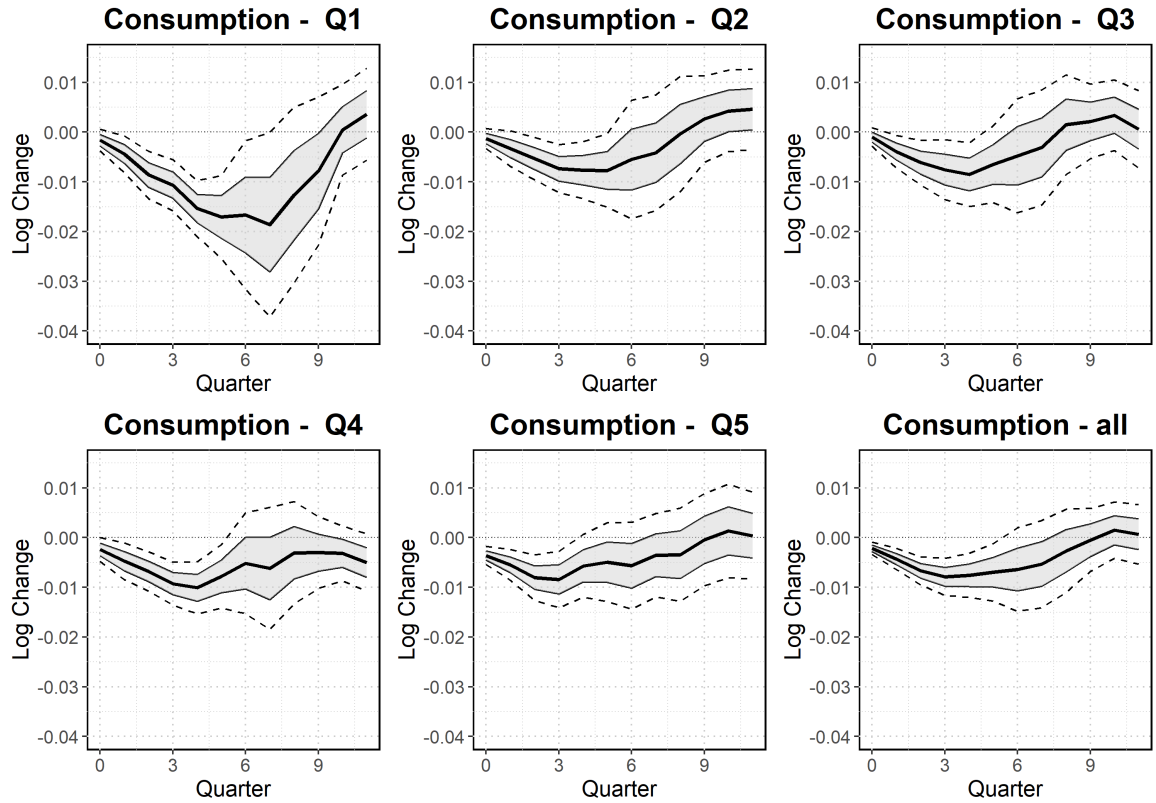 Consumption -  Q1
Log Change
0.01
0.00
-0.01
-0.02
-0.03
-0.04
0 3 6 9
Quarter
Consumption -  Q2
Log Change
0.01
0.00
-0.01
-0.02
-0.03
-0.04
0 3 6 9
Quarter
Consumption -  Q3
Log Change
0.01
0.00
-0.01
-0.02
-0.03
-0.04
0 3 6 9
Quarter
Consumption -  Q4
Log Change
0.01
0.00
-0.01
-0.02
-0.03
-0.04
0 3 6 9
Quarter
Consumption -  Q5
Log Change
0.01
0.00
-0.01
-0.02
-0.03
-0.04
0 3 6 9
Quarter
Consumption - all
Log Change
0.01
0.00
-0.01
-0.02
-0.03
-0.04
0 3 6 9
Quarter